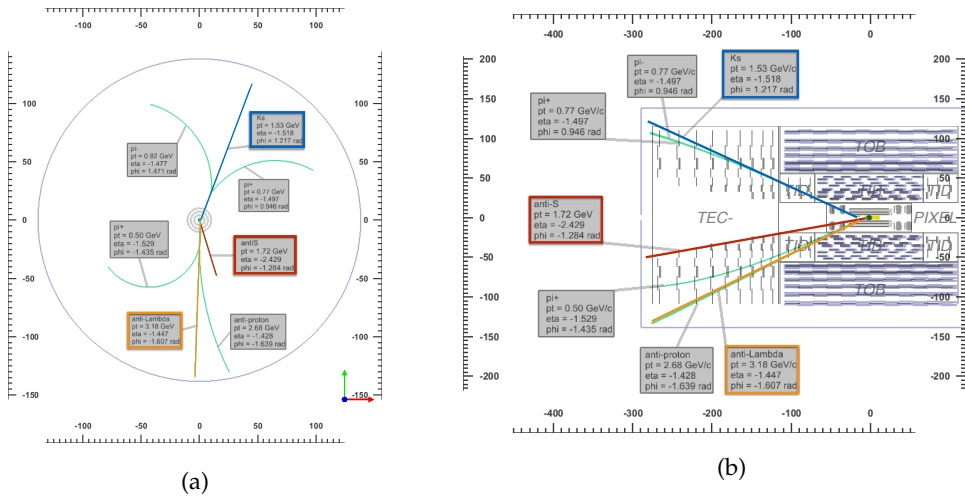 -100 -50 0 50 100
100
50
0
-50
-100
-150
100
50
0
-50
-100
-150
-100 -50 0 50 100
Ks
pt = 1.53 GeV
eta = -1.518
phi = 1.217 rad
pi-
pt = 0.82 GeV
eta = -1.477
phi = 1.471 rad
pi+
pt = 0.77 GeV
eta = -1.497
phi = 0.946 rad
pi+
pt = 0.50 GeV
eta = -1.529
phi = -1.435 rad
antiS
pt = 1.72 GeV
eta = -2.429
phi = -1.284 rad
anti-Lambda
pt = 3.18 GeV
eta = -1.447
phi = -1.607 rad
anti-proton
pt = 2.68 GeV
eta = -1.428
phi = -1.639 rad
(a)
-400 -300 -200 -100 0
200
150
100
50
0
-50
-100
-150
-200
200
150
100
50
0
-50
-100
-150
-200
-400 -300 -200 -100 0
pi-
pt = 0.77 GeV/c
eta = -1.497
phi = 0.946 rad
Ks
pt = 1.53 GeV/c
eta = -1.518
phi = 1.217 rad
pi+
pt = 0.77 GeV/c
eta = -1.497
phi = 0.946 rad
anti-S
pt = 1.72 GeV
eta = -2.429
phi = -1.284 rad
TOB
TID TIB TID
TEC- PIXEL
TID TIB TID
TOB
pi+
pt = 0.50 GeV/c
eta = -1.529
phi = -1.435 rad
anti-proton
pt = 2.68 GeV/c
eta = -1.428
phi = -1.639 rad
anti-Lambda
pt = 3.18 GeV/c
eta = -1.447
phi = -1.607 rad
(b)